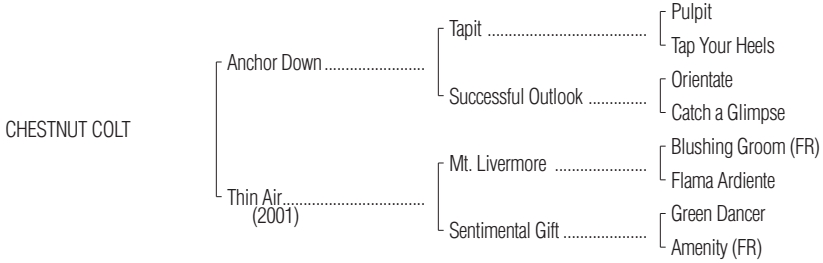 Pulpit
Tapit ......................................
Tap Your Heels
Anchor Down........................
Orientate
Successful Outlook ..............
Catch a Glimpse
CHESTNUT COLT
Blushing Groom (FR)
Mt. Livermore ......................
Flama Ardiente
Thin Air..................................
(2001)
Green Dancer
Sentimental Gift ....................
Amenity (FR)